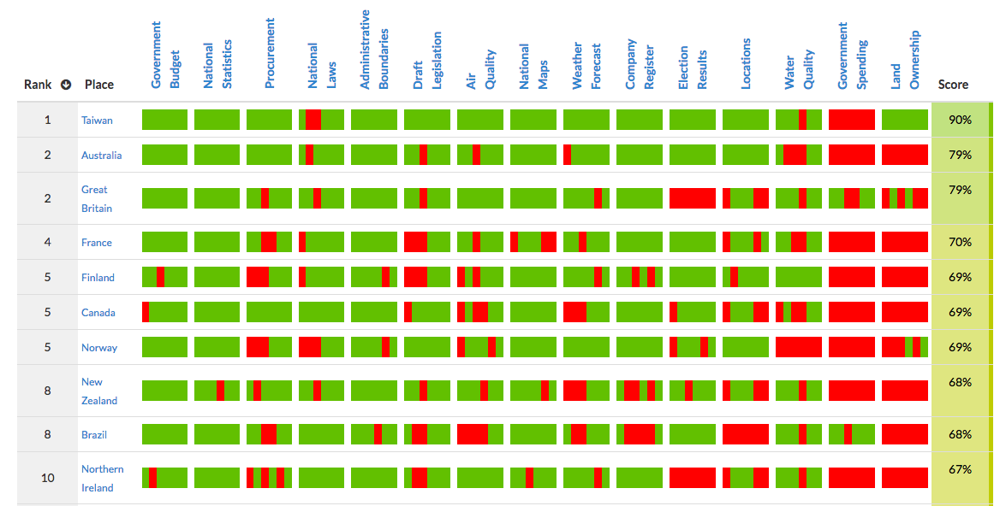 Rank Place Government Budget National Statistics Procurement National Laws Administrative Boundaries Draft Legislation Air Quality National Maps Weather Forecast Company Register Election Results Locations Water Quality Government Spending Land Ownership Score
1 Taiwan 90%
2 Australia 79%
2 Great Britain 79%
4 France 70%
5 Finland 69%
5 Canada 69%
5 Norway 69%
8 New Zealand 68%
8 Brazil 68%
10 Northern Ireland 67%